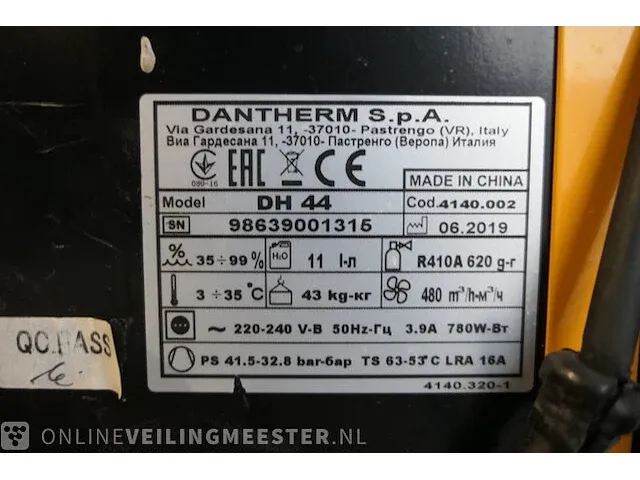 DANTHERM S.p.A.
Via Gardesana 11, -37010- Pastrengo (VR), Italy
Виа Гардесана 11, -37010- Пастренго (Верона) Италия
089-16 EAC CE MADE IN CHINA
Model DH 44 Cod.4140.002
SN 98639001315 06.2019
% 35÷99% H₂O 11 l-л R410A 620 g-г
3 ÷35°C 43 kg-кг 480 m³/h-м³/ч
~ 220-240 V-В 50Hz-Гц 3.9A 780W-Вт
PS 41.5-32.8 bar-бар TS 63-53°C LRA 16A
4140.320-1
QC.PASS
ONLINEVEILINGMEESTER.NL